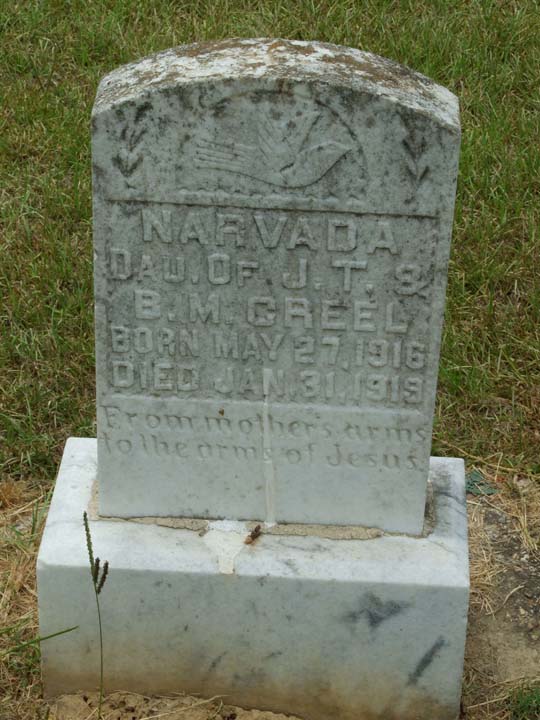 NARVADA
DAU. OF J. T. &
B. M. CREEL
BORN MAY 27, 1916
DIED JAN. 31, 1919
From mothers arms
to the arms of Jesus.